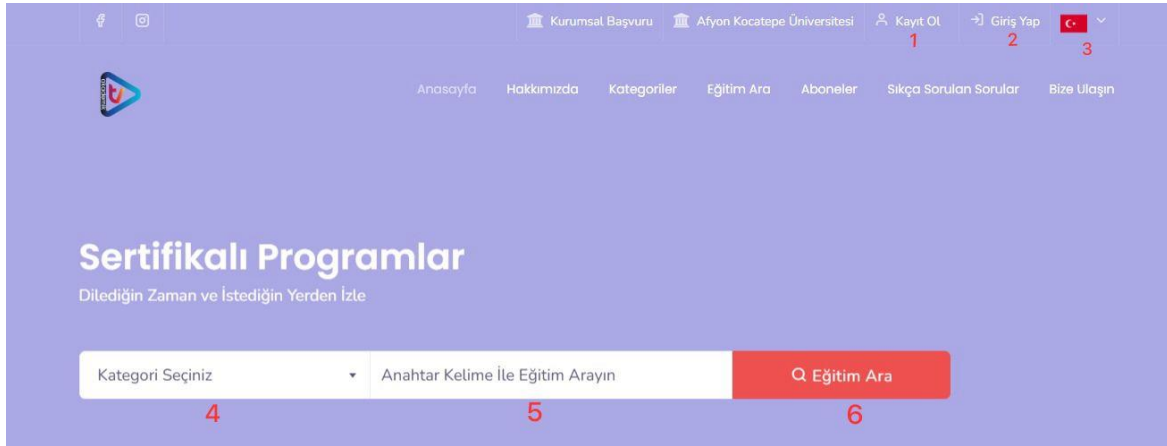 Kurumsal Başvuru Afyon Kocatepe Üniversitesi Kayıt Ol Giriş Yap
1 2 3
Anasayfa Hakkımızda Kategoriler Eğitim Ara Aboneler Sıkça Sorulan Sorular Bize Ulaşın
Sertifikalı Programlar
Dilediğin Zaman ve İstediğin Yerden İzle
Kategori Seçiniz Anahtar Kelime İle Eğitim Arayın Eğitim Ara
4 5 6